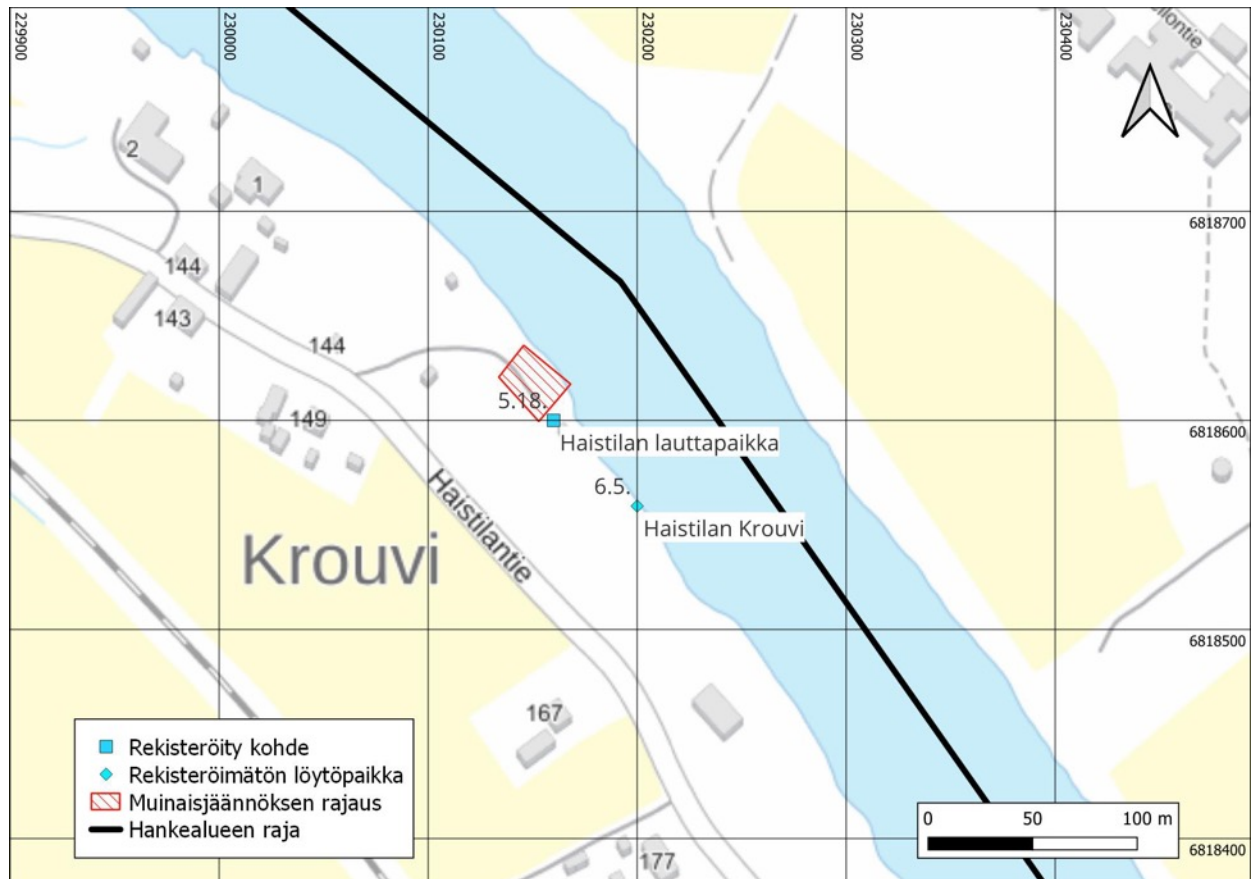 229900
230000
230100
230200
230300
230400
llontie
2
1
6818700
144
143
144
5.18.
149
6818600
Haistilan lauttapaikka
Haistilantie
6.5.
Haistilan Krouvi
Krouvi
6818500
167
Rekisteröity kohde
Rekisteröimätön löytöpaikka
Muinaisjäännöksen rajaus
Hankealueen raja
0 50 100 m
6818400
177